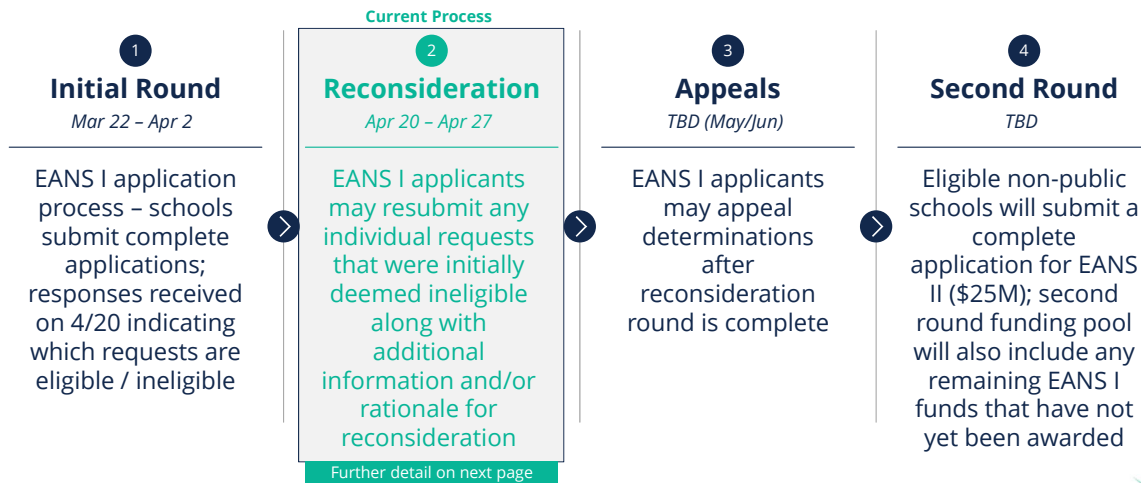 Current Process
1
Initial Round
Mar 22 – Apr 2
EANS I application
process – schools
submit complete
applications;
responses received
on 4/20 indicating
which requests are
eligible / ineligible
2
Reconsideration
Apr 20 – Apr 27
EANS I applicants
may resubmit any
individual requests
that were initially
deemed ineligible
along with
additional
information and/or
rationale for
reconsideration
Further detail on next page
3
Appeals
TBD (May/Jun)
EANS I applicants
may appeal
determinations
after
reconsideration
round is complete
4
Second Round
TBD
Eligible non-public
schools will submit a
complete
application for EANS
II ($25M); second
round funding pool
will also include any
remaining EANS I
funds that have not
yet been awarded